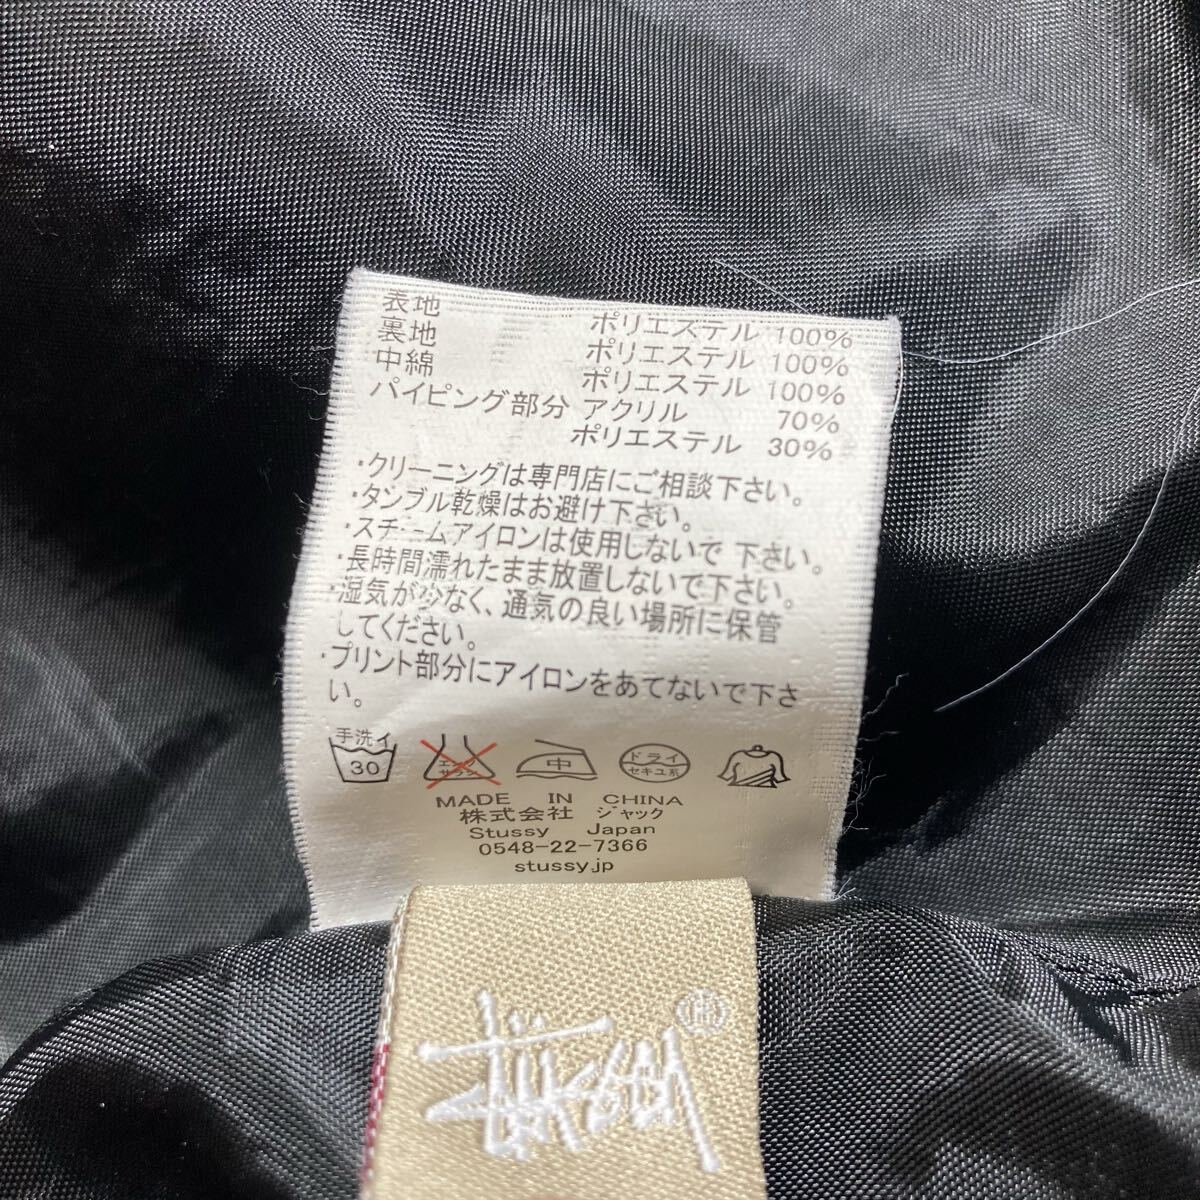 表地 ポリエステル 100%
裏地 ポリエステル 100%
中綿 ポリエステル 100%
パイピング部分 アクリル 70%
ポリエステル 30%
・クリーニングは専門店にご相談下さい。
・タンブル乾燥はお避け下さい。
・スチームアイロンは使用しないで 下さい。
・長時間濡れたまま放置しないで下さい。
・湿気が少なく、通気の良い場所に保管
してください。
・プリント部分にアイロンをあてないで下さ
い。
手洗イ
30
エンソ
サラシ
中
ドライ
セキユ系
MADE IN CHINA
株式会社 ジャック
Stussy Japan
0548-22-7366
stussy.jp
Stüssy